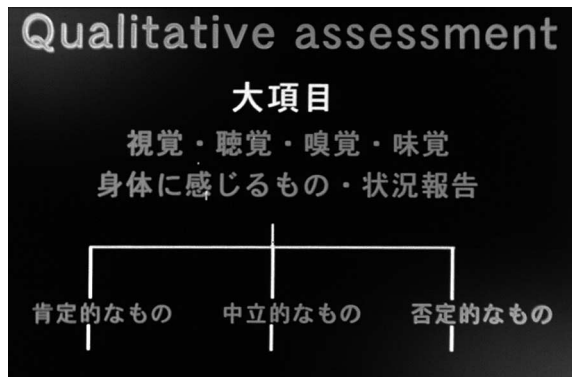 Qualitative assessment
大項目
視覚・聴覚・嗅覚・味覚
身体に感じるもの・状況報告
肯定的なもの 中立的なもの 否定的なもの